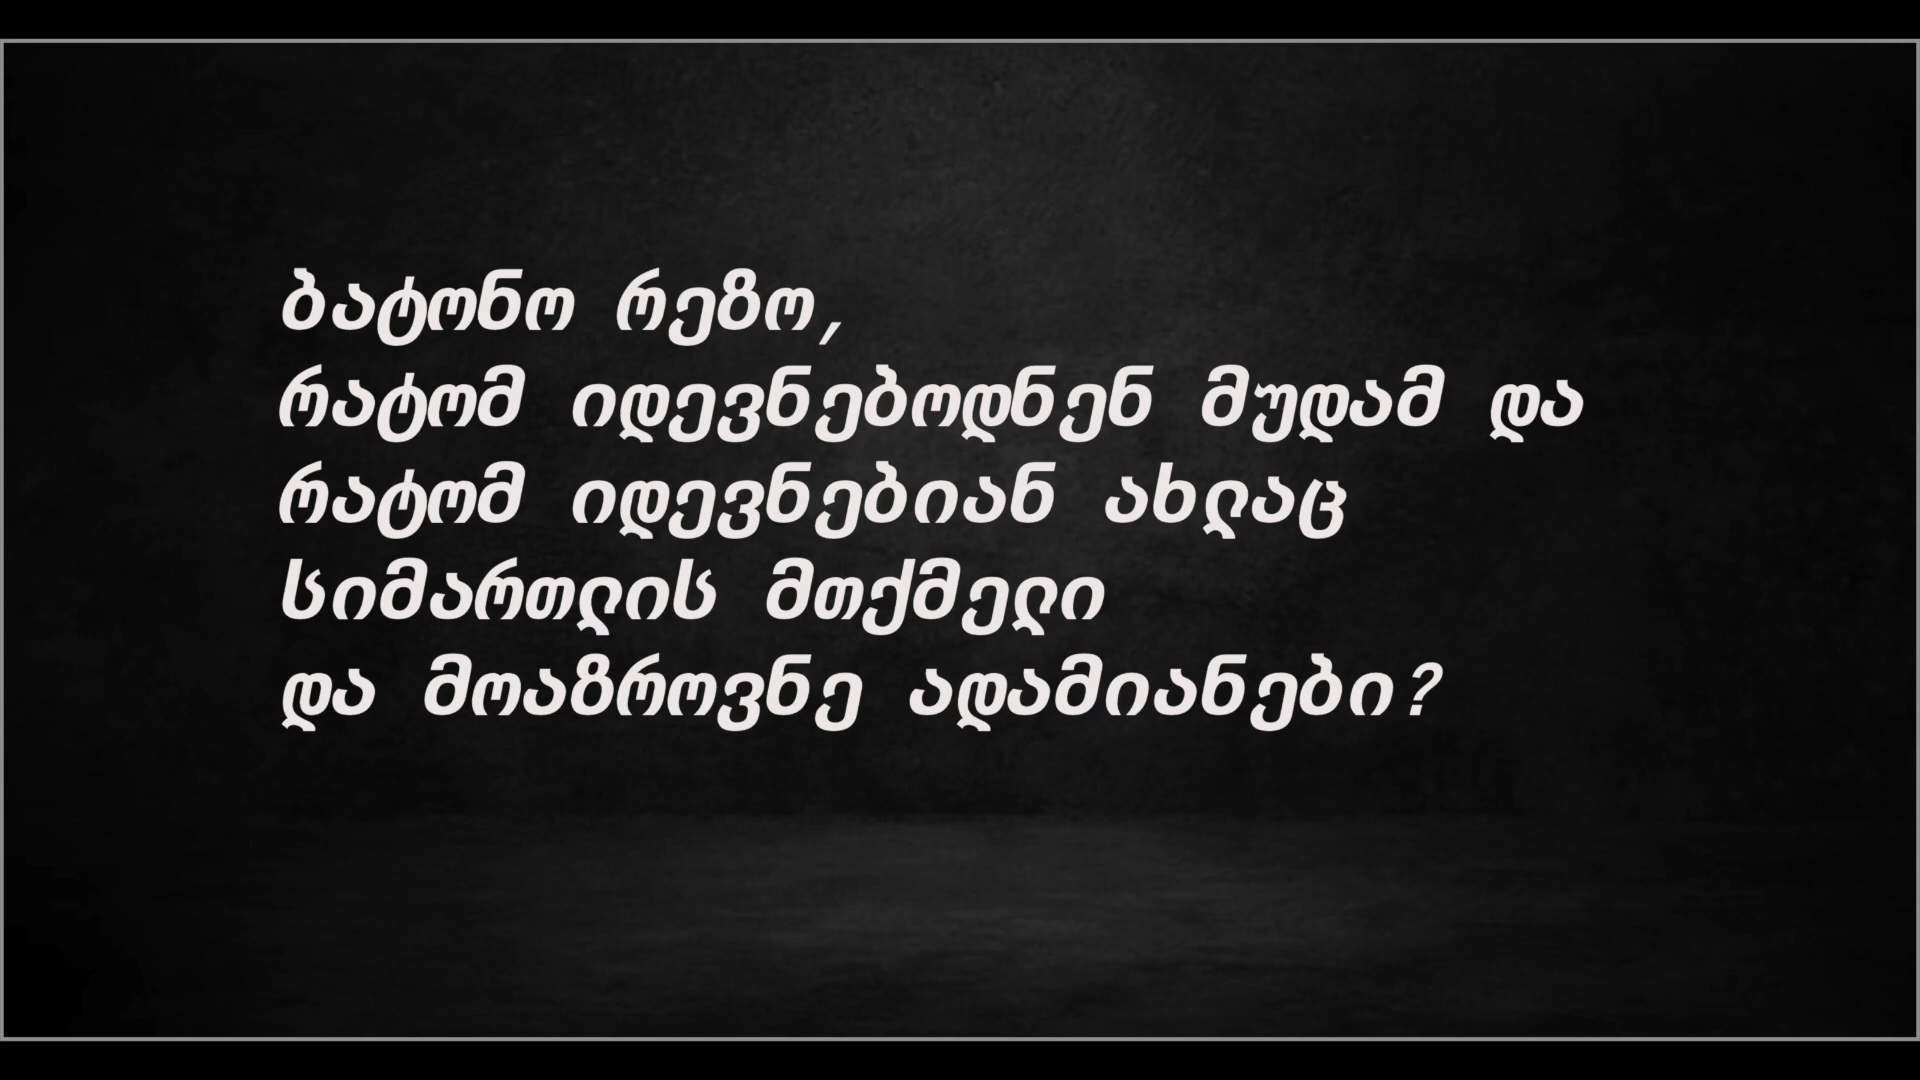 ბატონო რეზო,
რატომ იდევნებოდნენ მუდამ და
რატომ იდევნებიან ახლაც
სიმართლის მთქმელი
და მოაზროვნე ადამიანები?